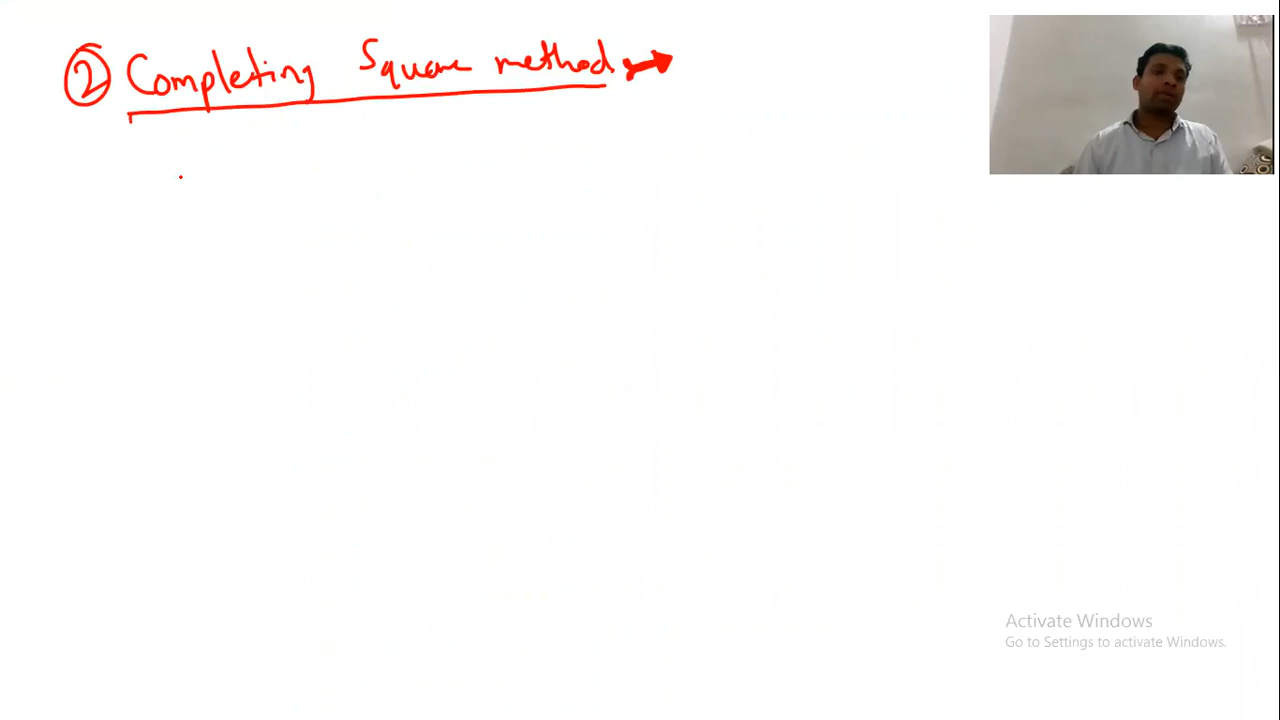 ② Completing Square method →
Activate Windows
Go to Settings to activate Windows.